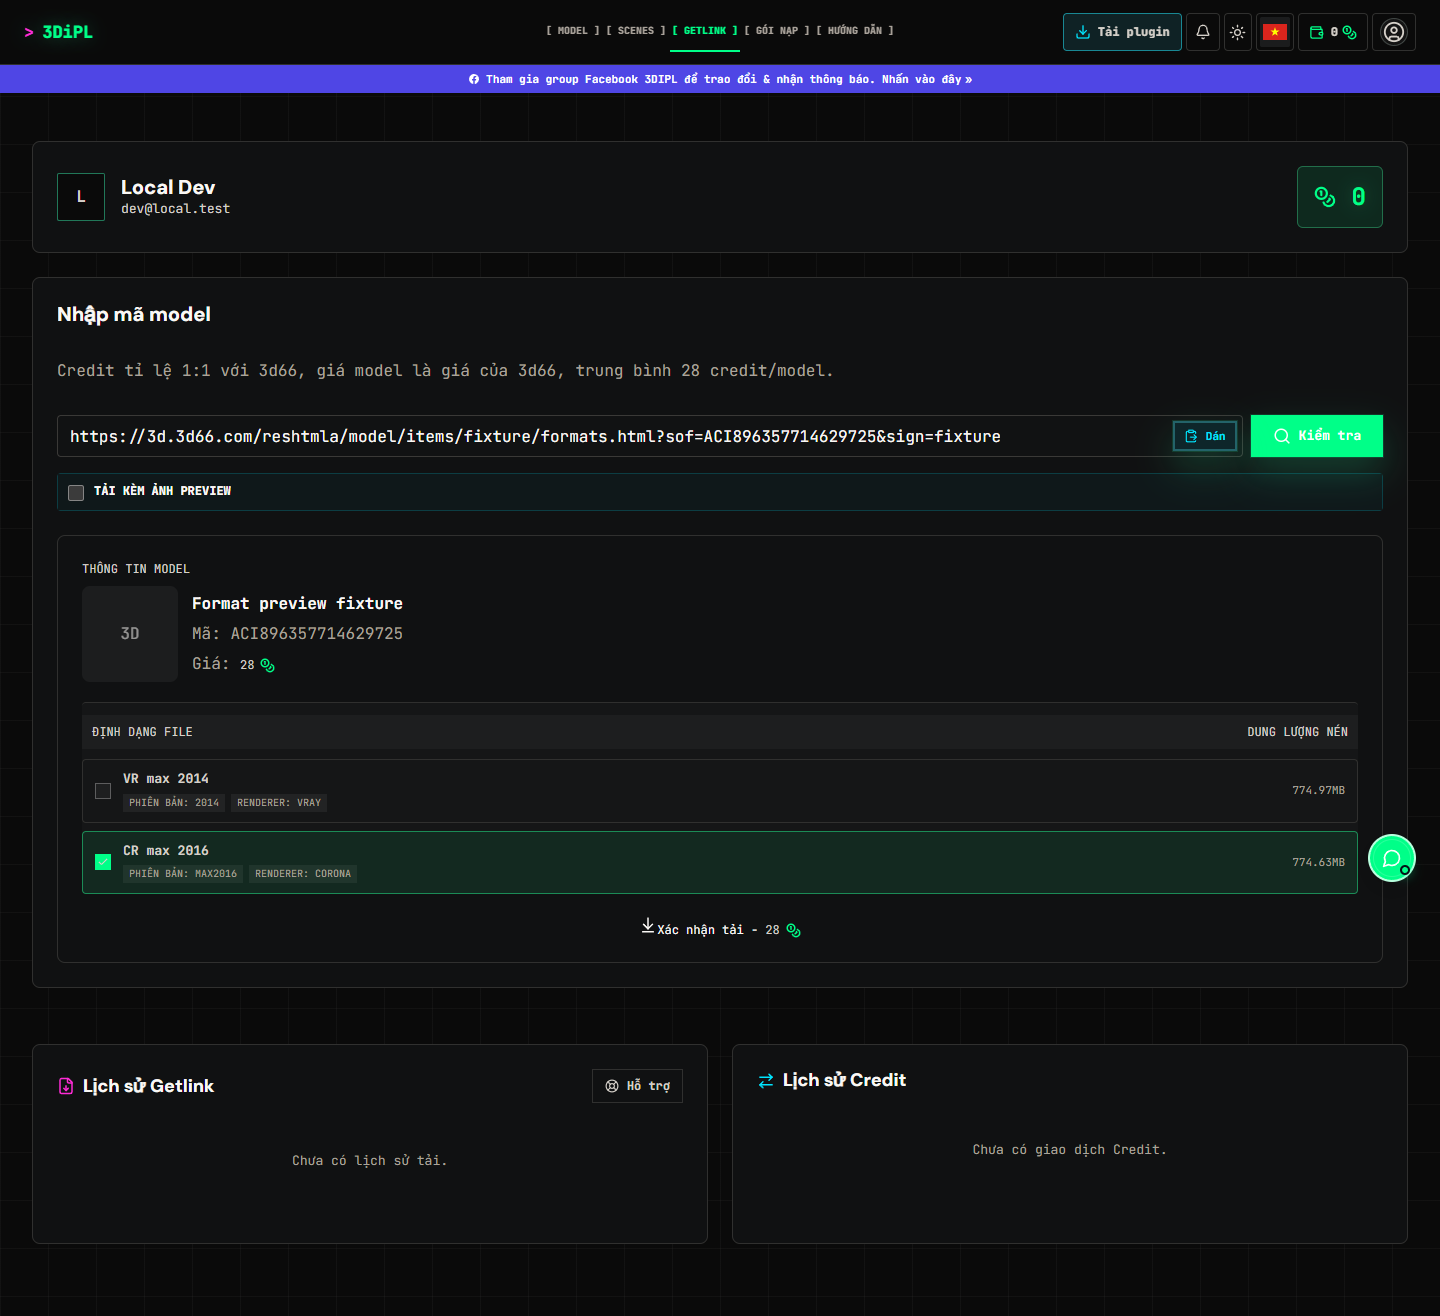 > 3DiPL
[ MODEL ] [ SCENES ] [ GETLINK ] [ GÓI NẠP ] [ HƯỚNG DẪN ]
Tải plugin
0
Tham gia group Facebook 3DIPL để trao đổi & nhận thông báo. Nhấn vào đây »
L
Local Dev
dev@local.test
0
Nhập mã model
Credit tỉ lệ 1:1 với 3d66, giá model là giá của 3d66, trung bình 28 credit/model.
https://3d.3d66.com/reshtmla/model/items/fixture/formats.html?sof=ACI896357714629725&sign=fixture
Dán
Kiểm tra
TẢI KÈM ẢNH PREVIEW
THÔNG TIN MODEL
3D
Format preview fixture
Mã: ACI896357714629725
Giá: 28
ĐỊNH DẠNG FILE
DUNG LƯỢNG NÉN
VR max 2014
PHIÊN BẢN: 2014
RENDERER: VRAY
774.97MB
CR max 2016
PHIÊN BẢN: MAX2016
RENDERER: CORONA
774.63MB
Xác nhận tải - 28
Lịch sử Getlink
Hỗ trợ
Chưa có lịch sử tải.
Lịch sử Credit
Chưa có giao dịch Credit.